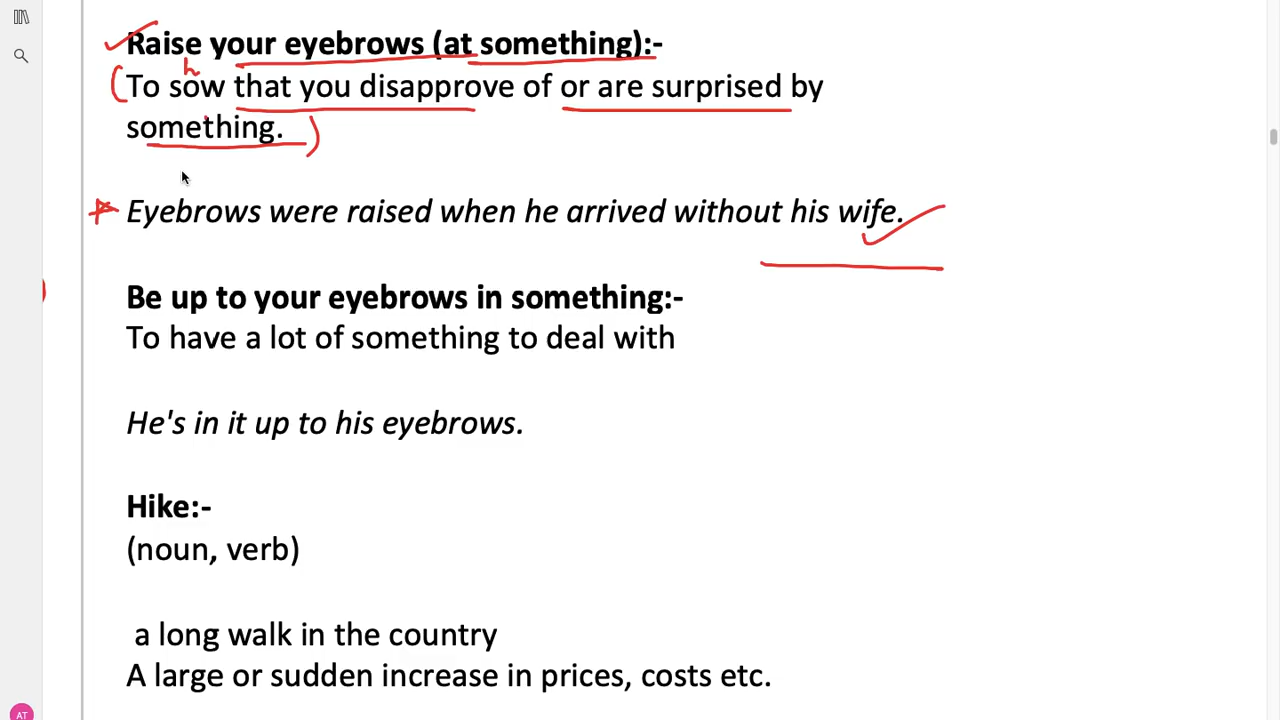 Raise your eyebrows (at something):-
h
(To sow that you disapprove of or are surprised by
something. )
Eyebrows were raised when he arrived without his wife.
Be up to your eyebrows in something:-
To have a lot of something to deal with
He's in it up to his eyebrows.
Hike:-
(noun, verb)
a long walk in the country
A large or sudden increase in prices, costs etc.
AT